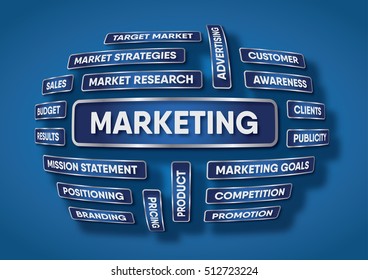 TARGET MARKET
MARKET STRATEGIES
MARKET RESEARCH
ADVERTISING
CUSTOMER
SALES
AWARENESS
BUDGET
MARKETING
CLIENTS
RESULTS
PUBLICITY
MISSION STATEMENT
MARKETING GOALS
POSITIONING
PRICING
PRODUCT
COMPETITION
BRANDING
PROMOTION
shutterstock.com · 512723224